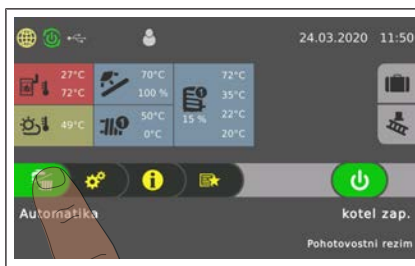 24.03.2020 11:50
27°C 70°C 72°C
72°C 100 % 35°C
49°C 50°C 15 % 22°C
0°C 20°C
Automatika kotel zap.
Pohotovostni rezim